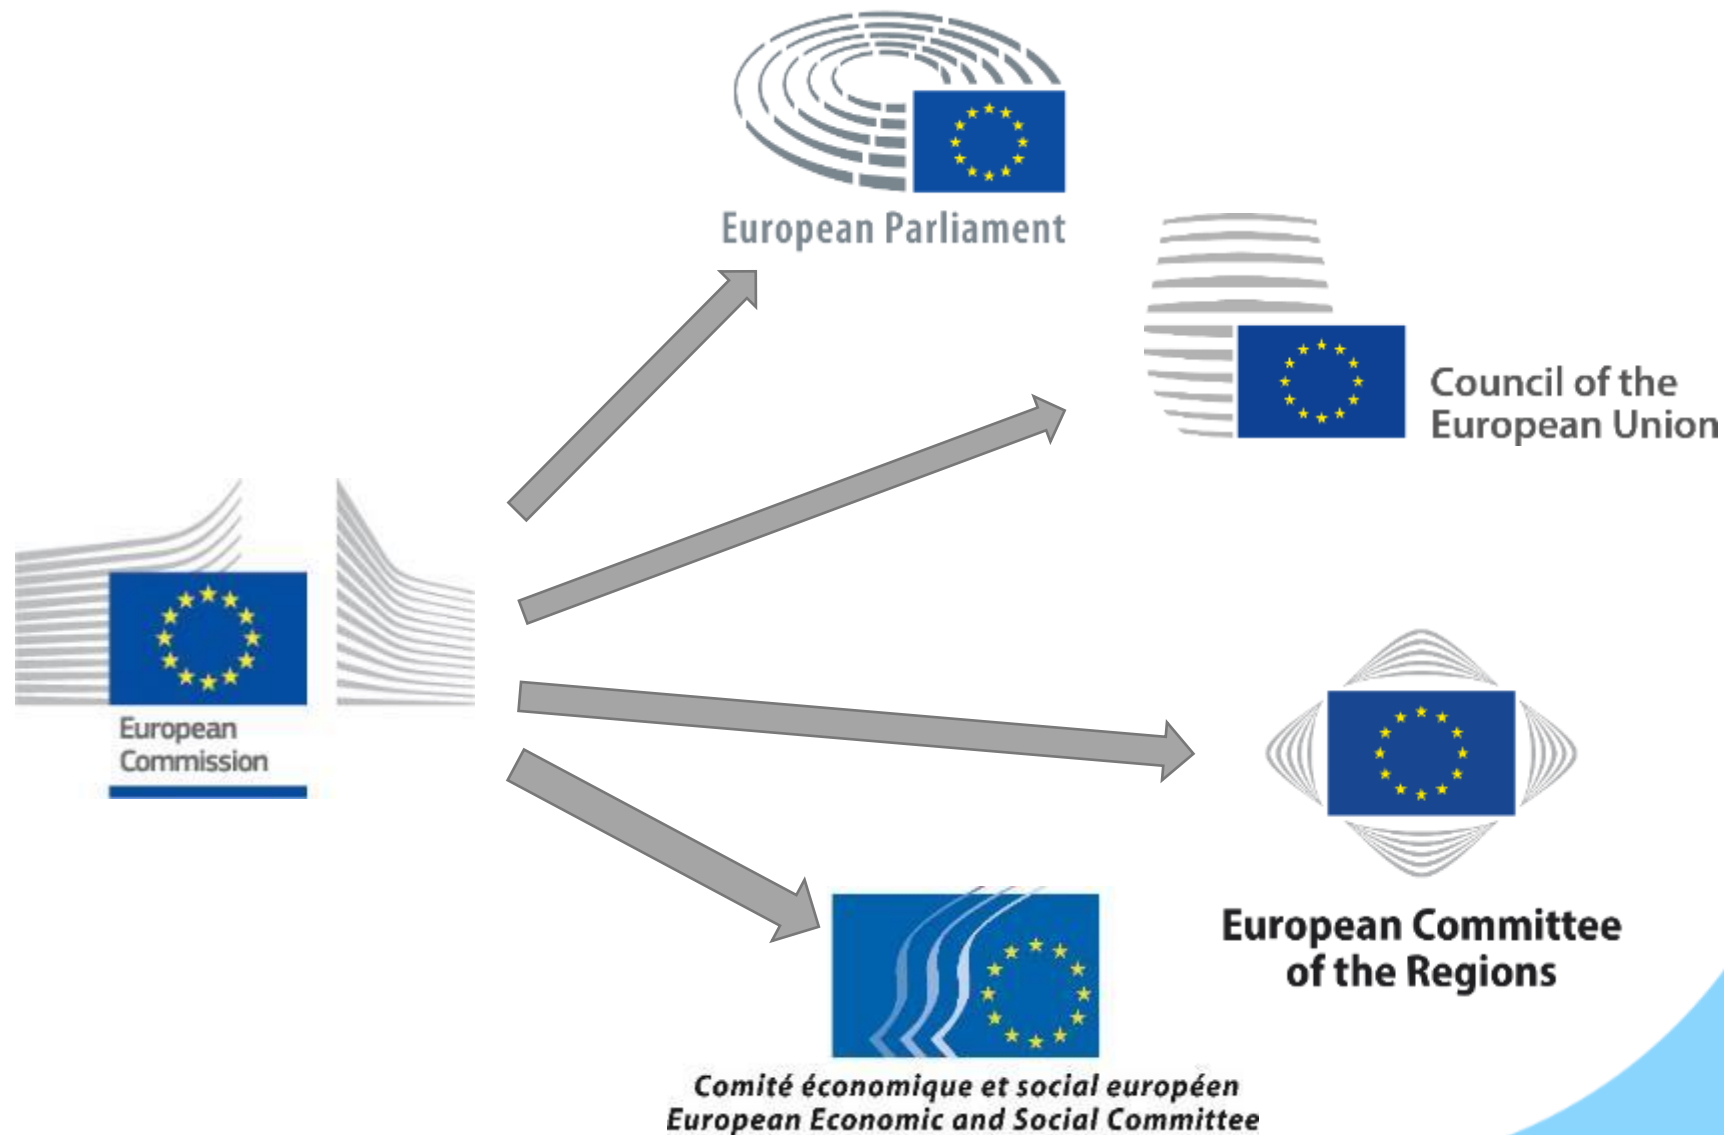 European Parliament
Council of the
European Union
European
Commission
European Committee
of the Regions
Comité économique et social européen
European Economic and Social Committee